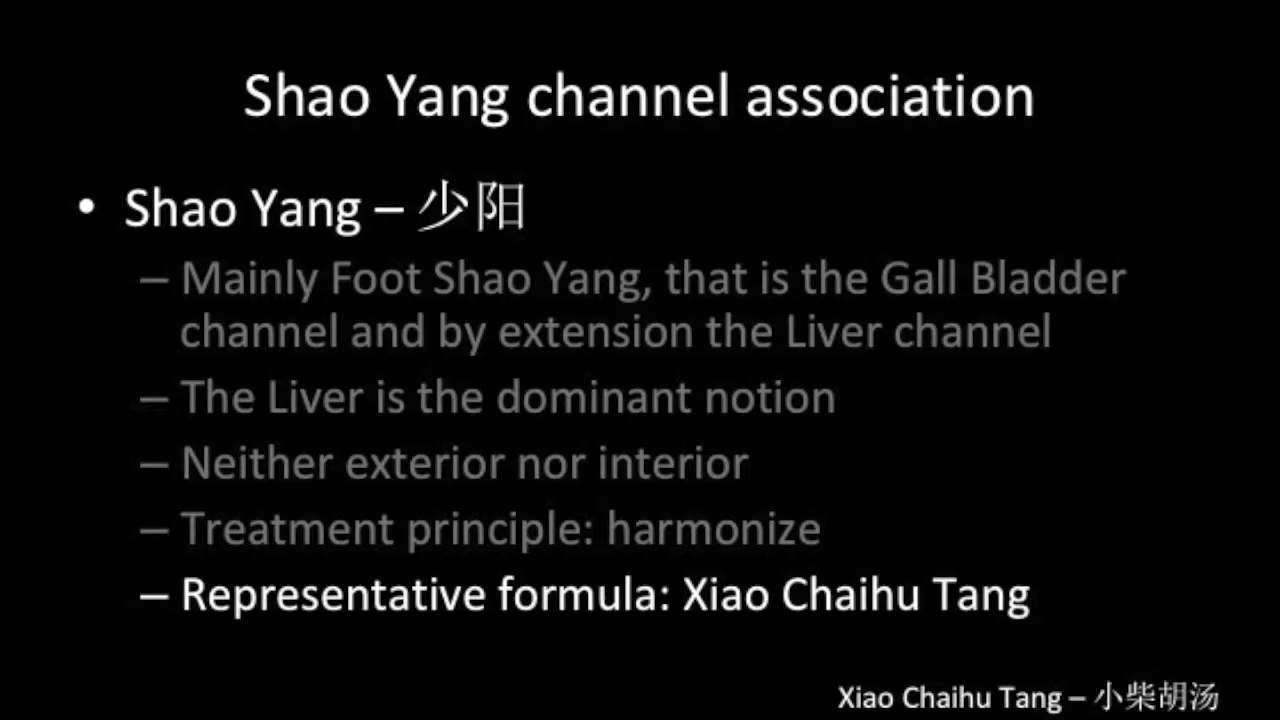 Shao Yang channel association
• Shao Yang – 少阳
– Mainly Foot Shao Yang, that is the Gall Bladder
channel and by extension the Liver channel
– The Liver is the dominant notion
– Neither exterior nor interior
– Treatment principle: harmonize
– Representative formula: Xiao Chaihu Tang
Xiao Chaihu Tang – 小柴胡汤